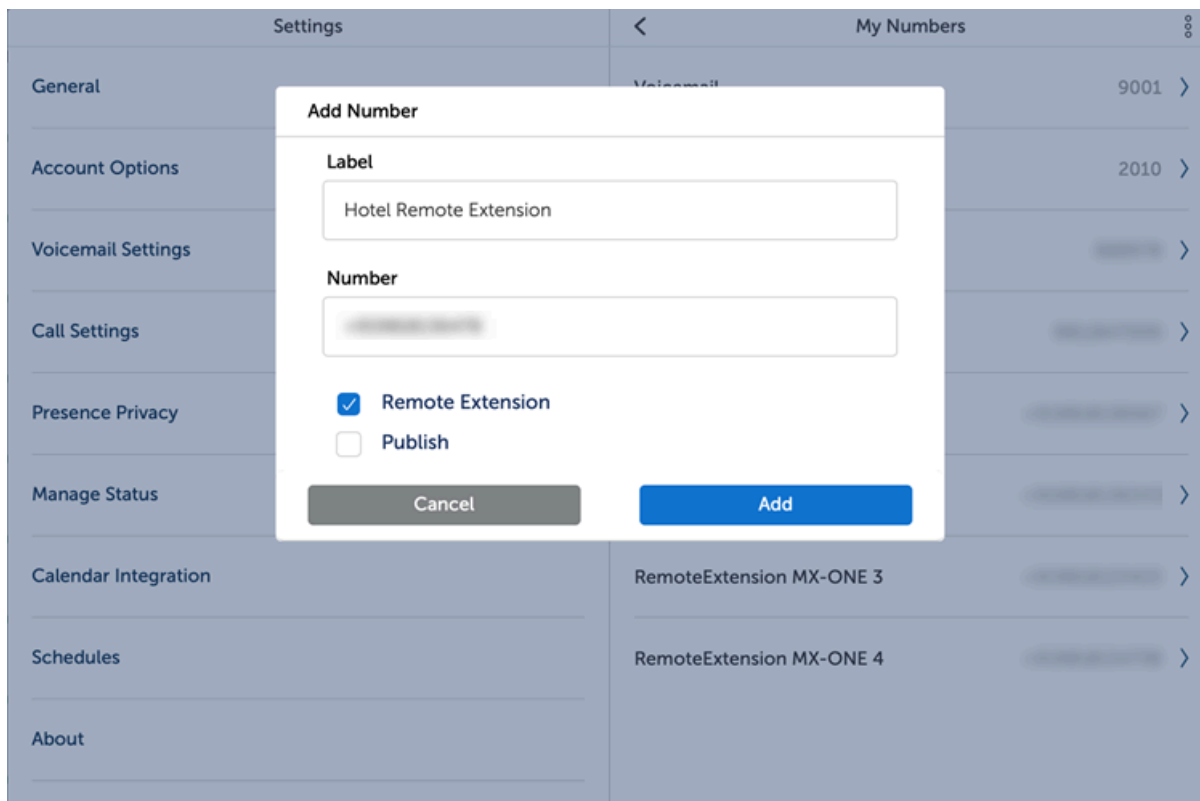 Settings
My Numbers
General
9001
Add Number
Label
Account Options
2010
Hotel Remote Extension
Voicemail Settings
Number
Call Settings
Remote Extension
Presence Privacy
Publish
Manage Status
Cancel
Add
Calendar Integration
RemoteExtension MX-ONE 3
Schedules
RemoteExtension MX-ONE 4
About